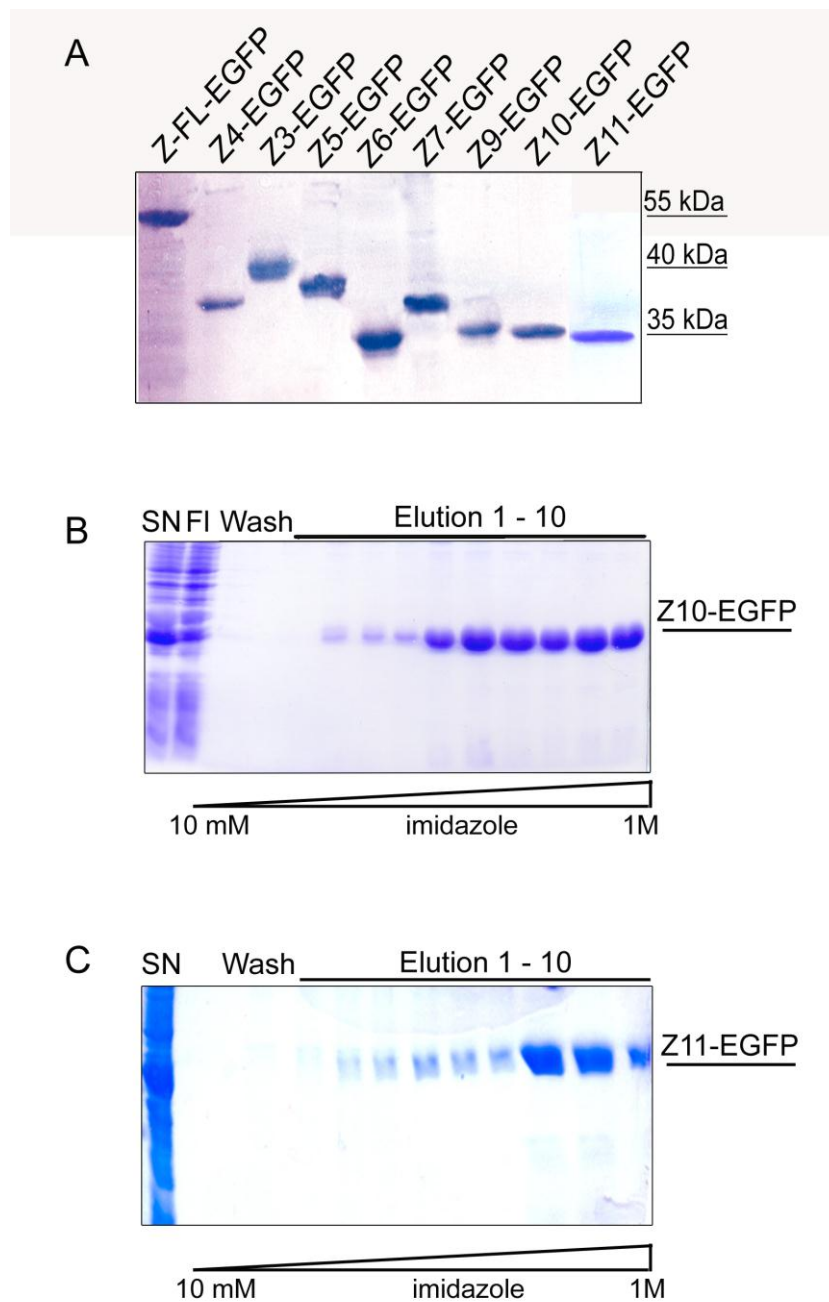 A
Z-FL-EGFP Z4-EGFP Z3-EGFP Z5-EGFP Z6-EGFP Z7-EGFP Z9-EGFP Z10-EGFP Z11-EGFP
55 kDa
40 kDa
35 kDa
B
SN Fl Wash Elution 1 - 10
Z10-EGFP
10 mM imidazole 1M
C
SN Wash Elution 1 - 10
Z11-EGFP
10 mM imidazole 1M